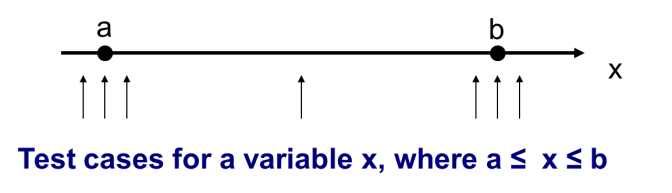 a b
x
Test cases for a variable x, where a ≤ x ≤ b